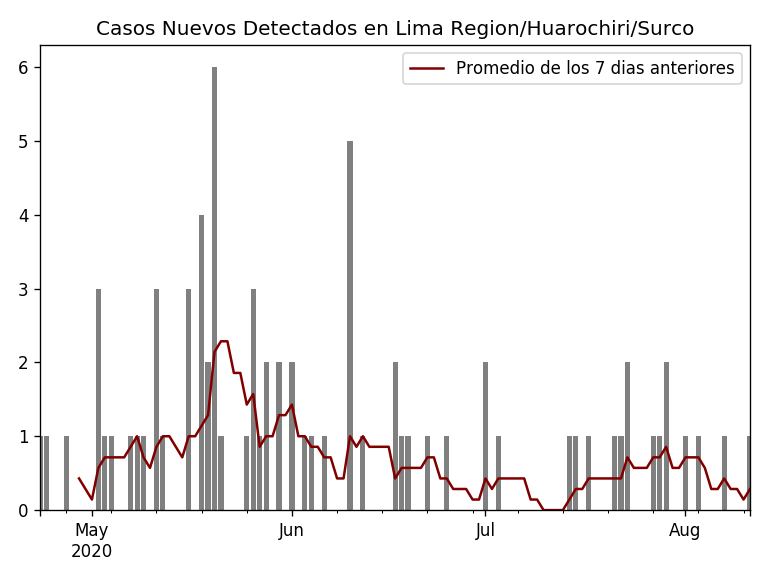 Casos Nuevos Detectados en Lima Region/Huarochiri/Surco
Promedio de los 7 dias anteriores
6
5
4
3
2
1
0
May
2020
Jun
Jul
Aug